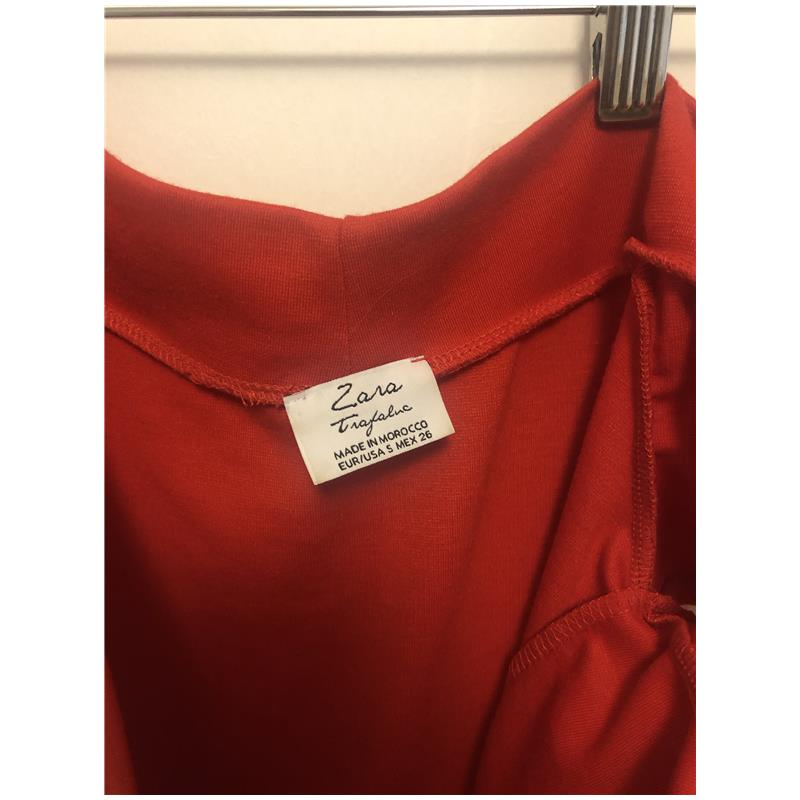 Zara
Trafaluc
MADE IN MOROCCO
EUR/USA S MEX 26